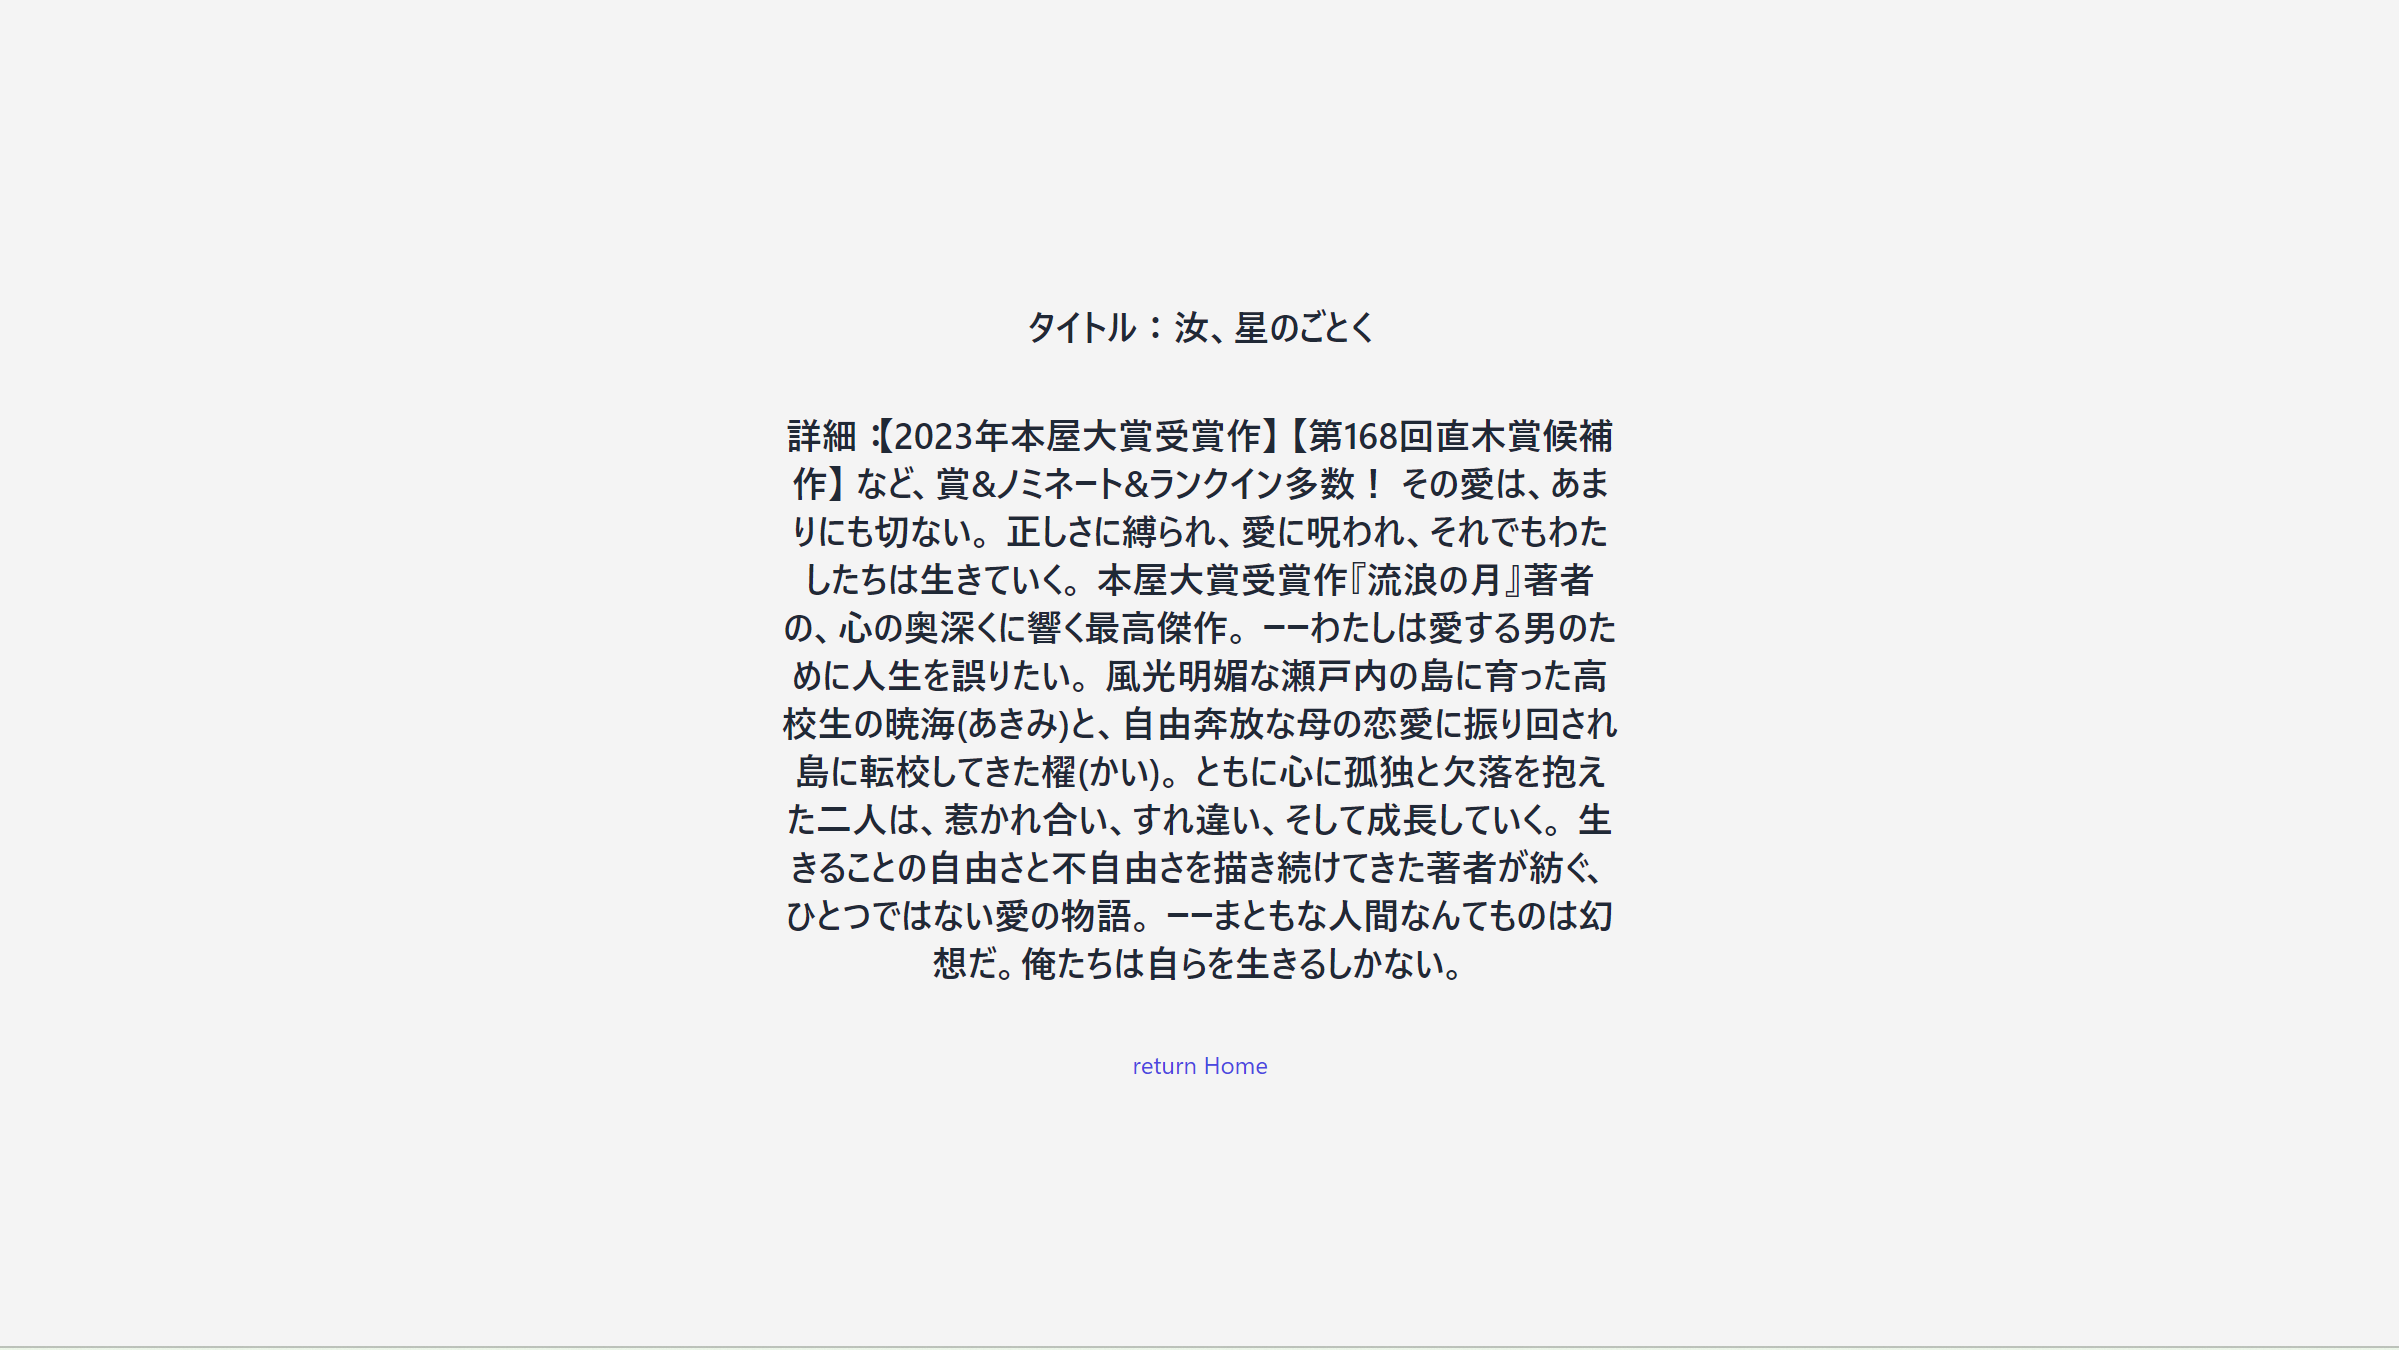 タイトル：汝、星のごとく
詳細：【2023年本屋大賞受賞作】【第168回直木賞候補
作】など、賞&ノミネート&ランクイン多数！ その愛は、あま
りにも切ない。 正しさに縛られ、愛に呪われ、それでもわた
したちは生きていく。 本屋大賞受賞作『流浪の月』著者
の、心の奥深くに響く最高傑作。 ーーわたしは愛する男のた
めに人生を誤りたい。 風光明媚な瀬戸内の島に育った高
校生の暁海(あきみ)と、自由奔放な母の恋愛に振り回され
島に転校してきた櫂(かい)。 ともに心に孤独と欠落を抱え
た二人は、惹かれ合い、すれ違い、そして成長していく。 生
きることの自由さと不自由さを描き続けてきた著者が紡ぐ、
ひとつではない愛の物語。 ーーまともな人間なんてものは幻
想だ。俺たちは自らを生きるしかない。
return Home